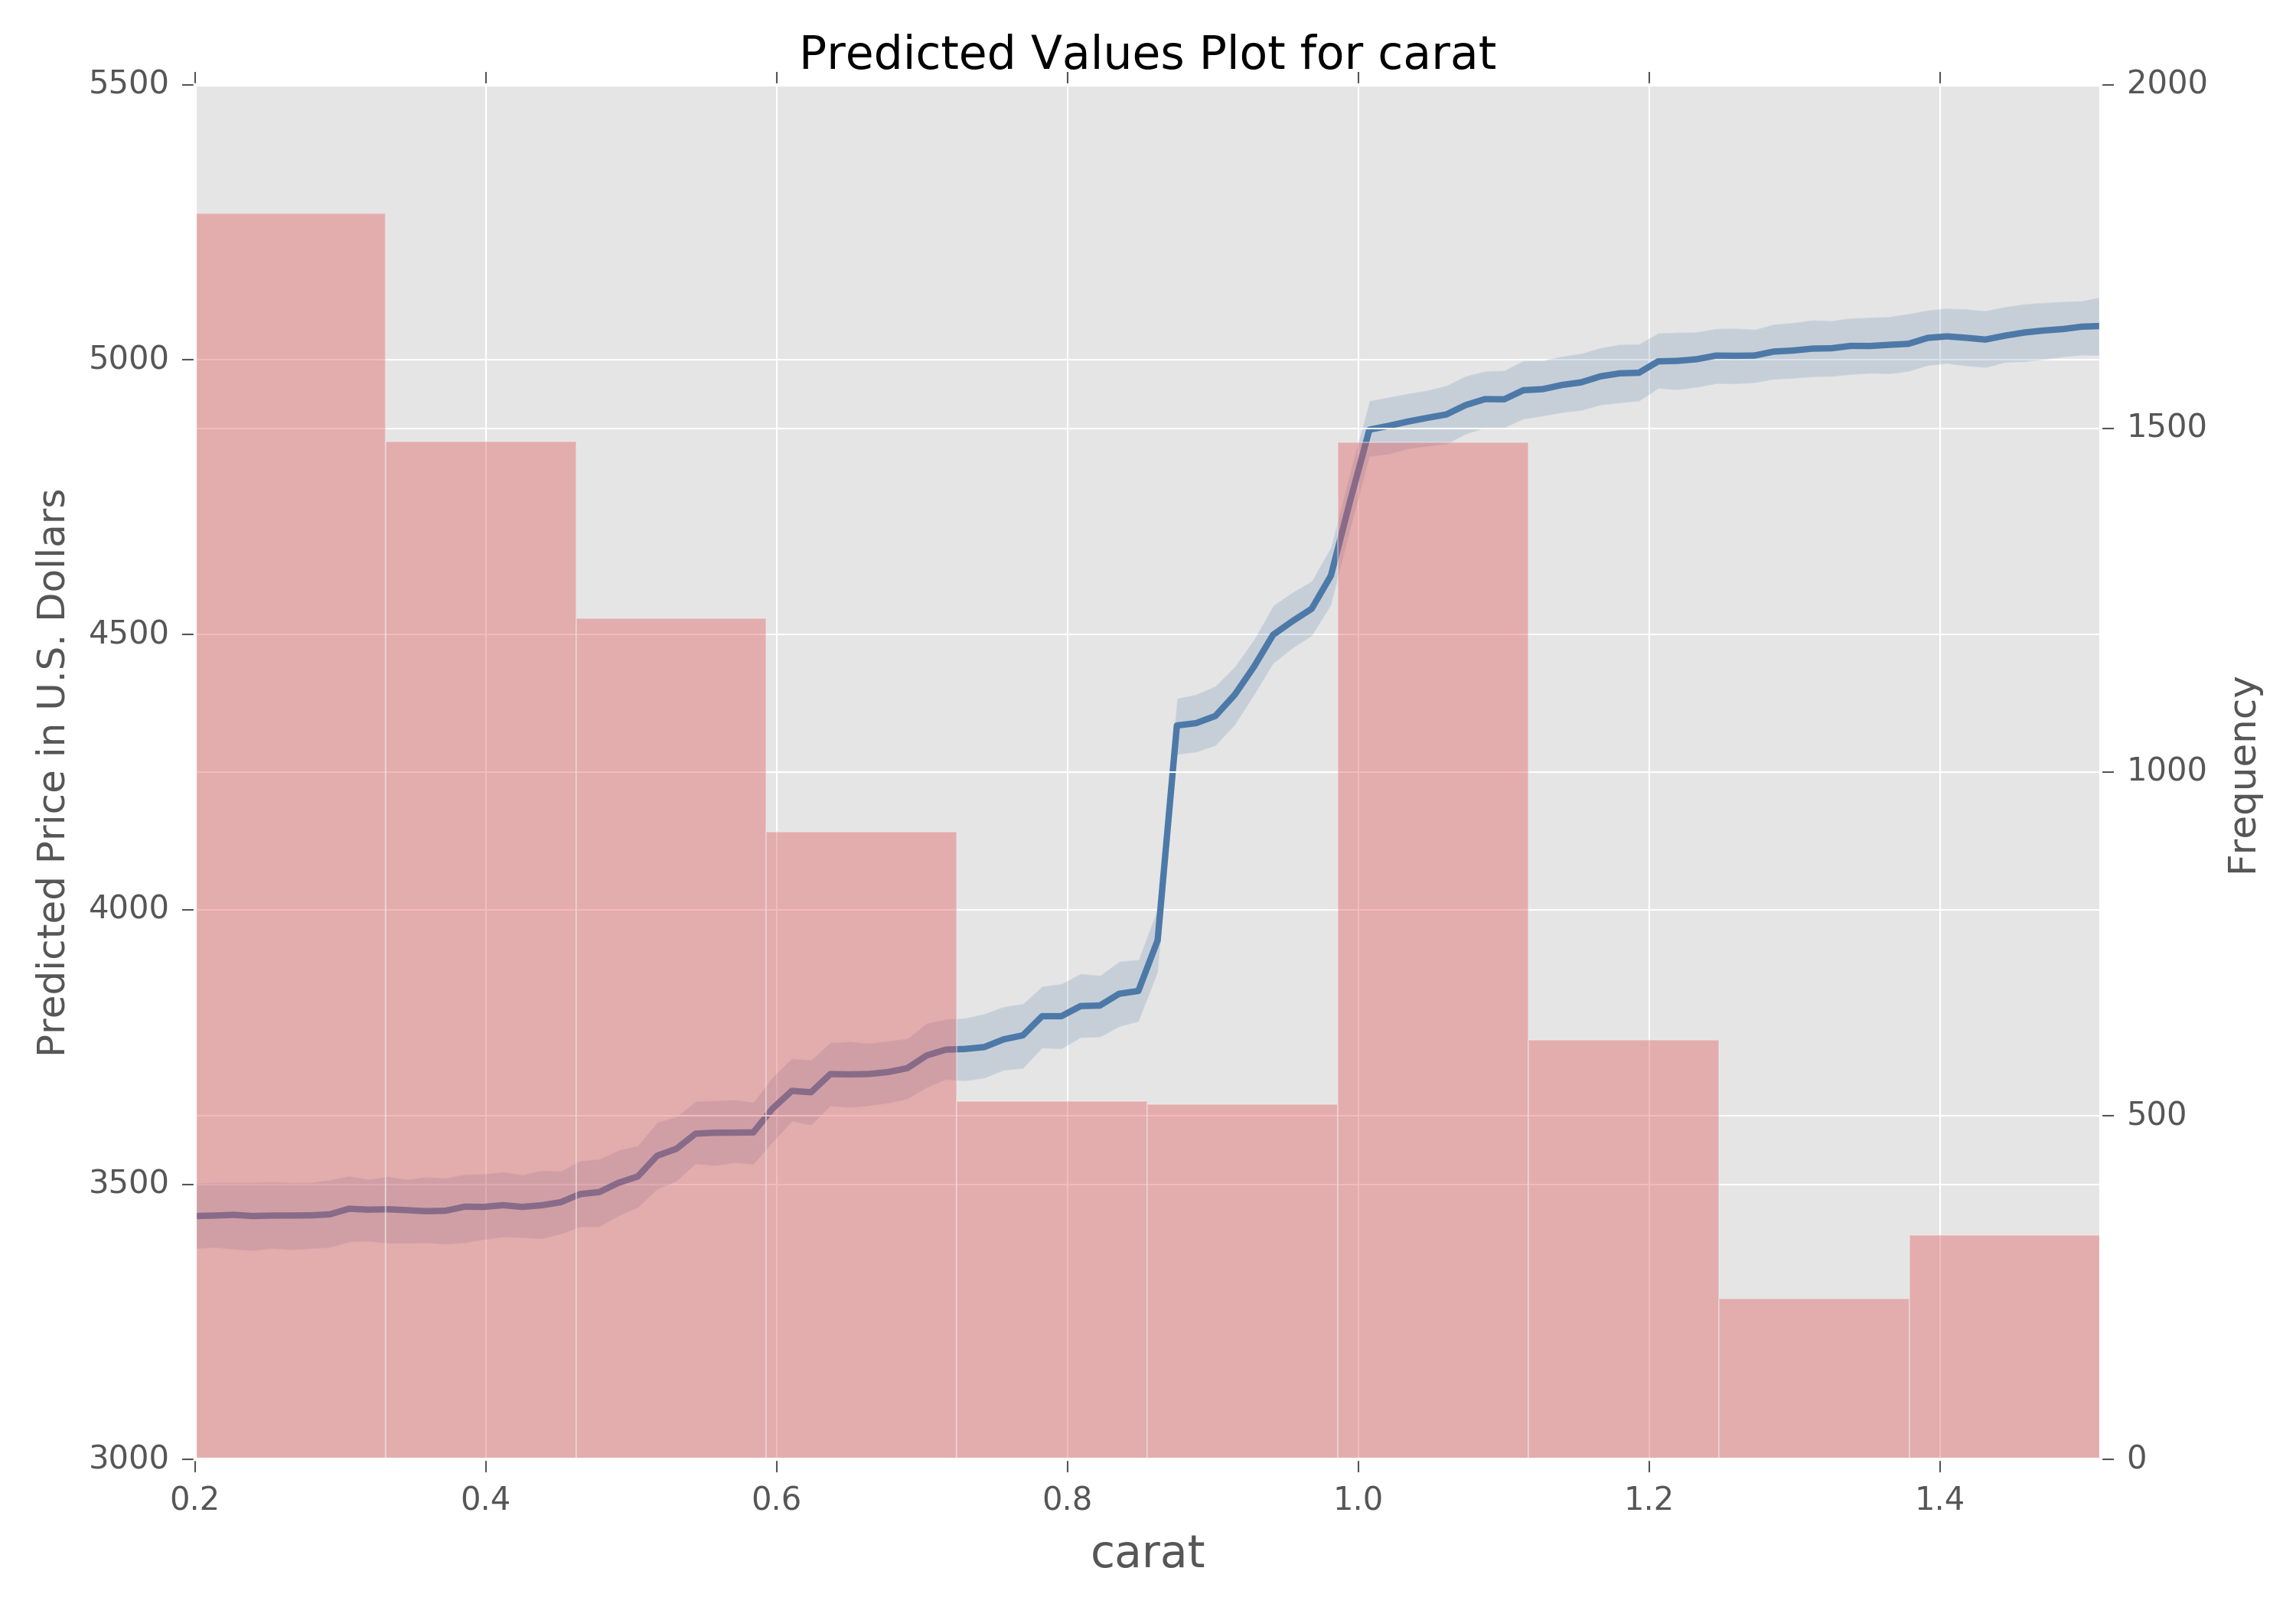 Predicted Values Plot for carat
Predicted Price in U.S. Dollars
5500
5000
4500
4000
3500
3000
2000
1500
1000
500
0
Frequency
0.2 0.4 0.6 0.8 1.0 1.2 1.4
carat